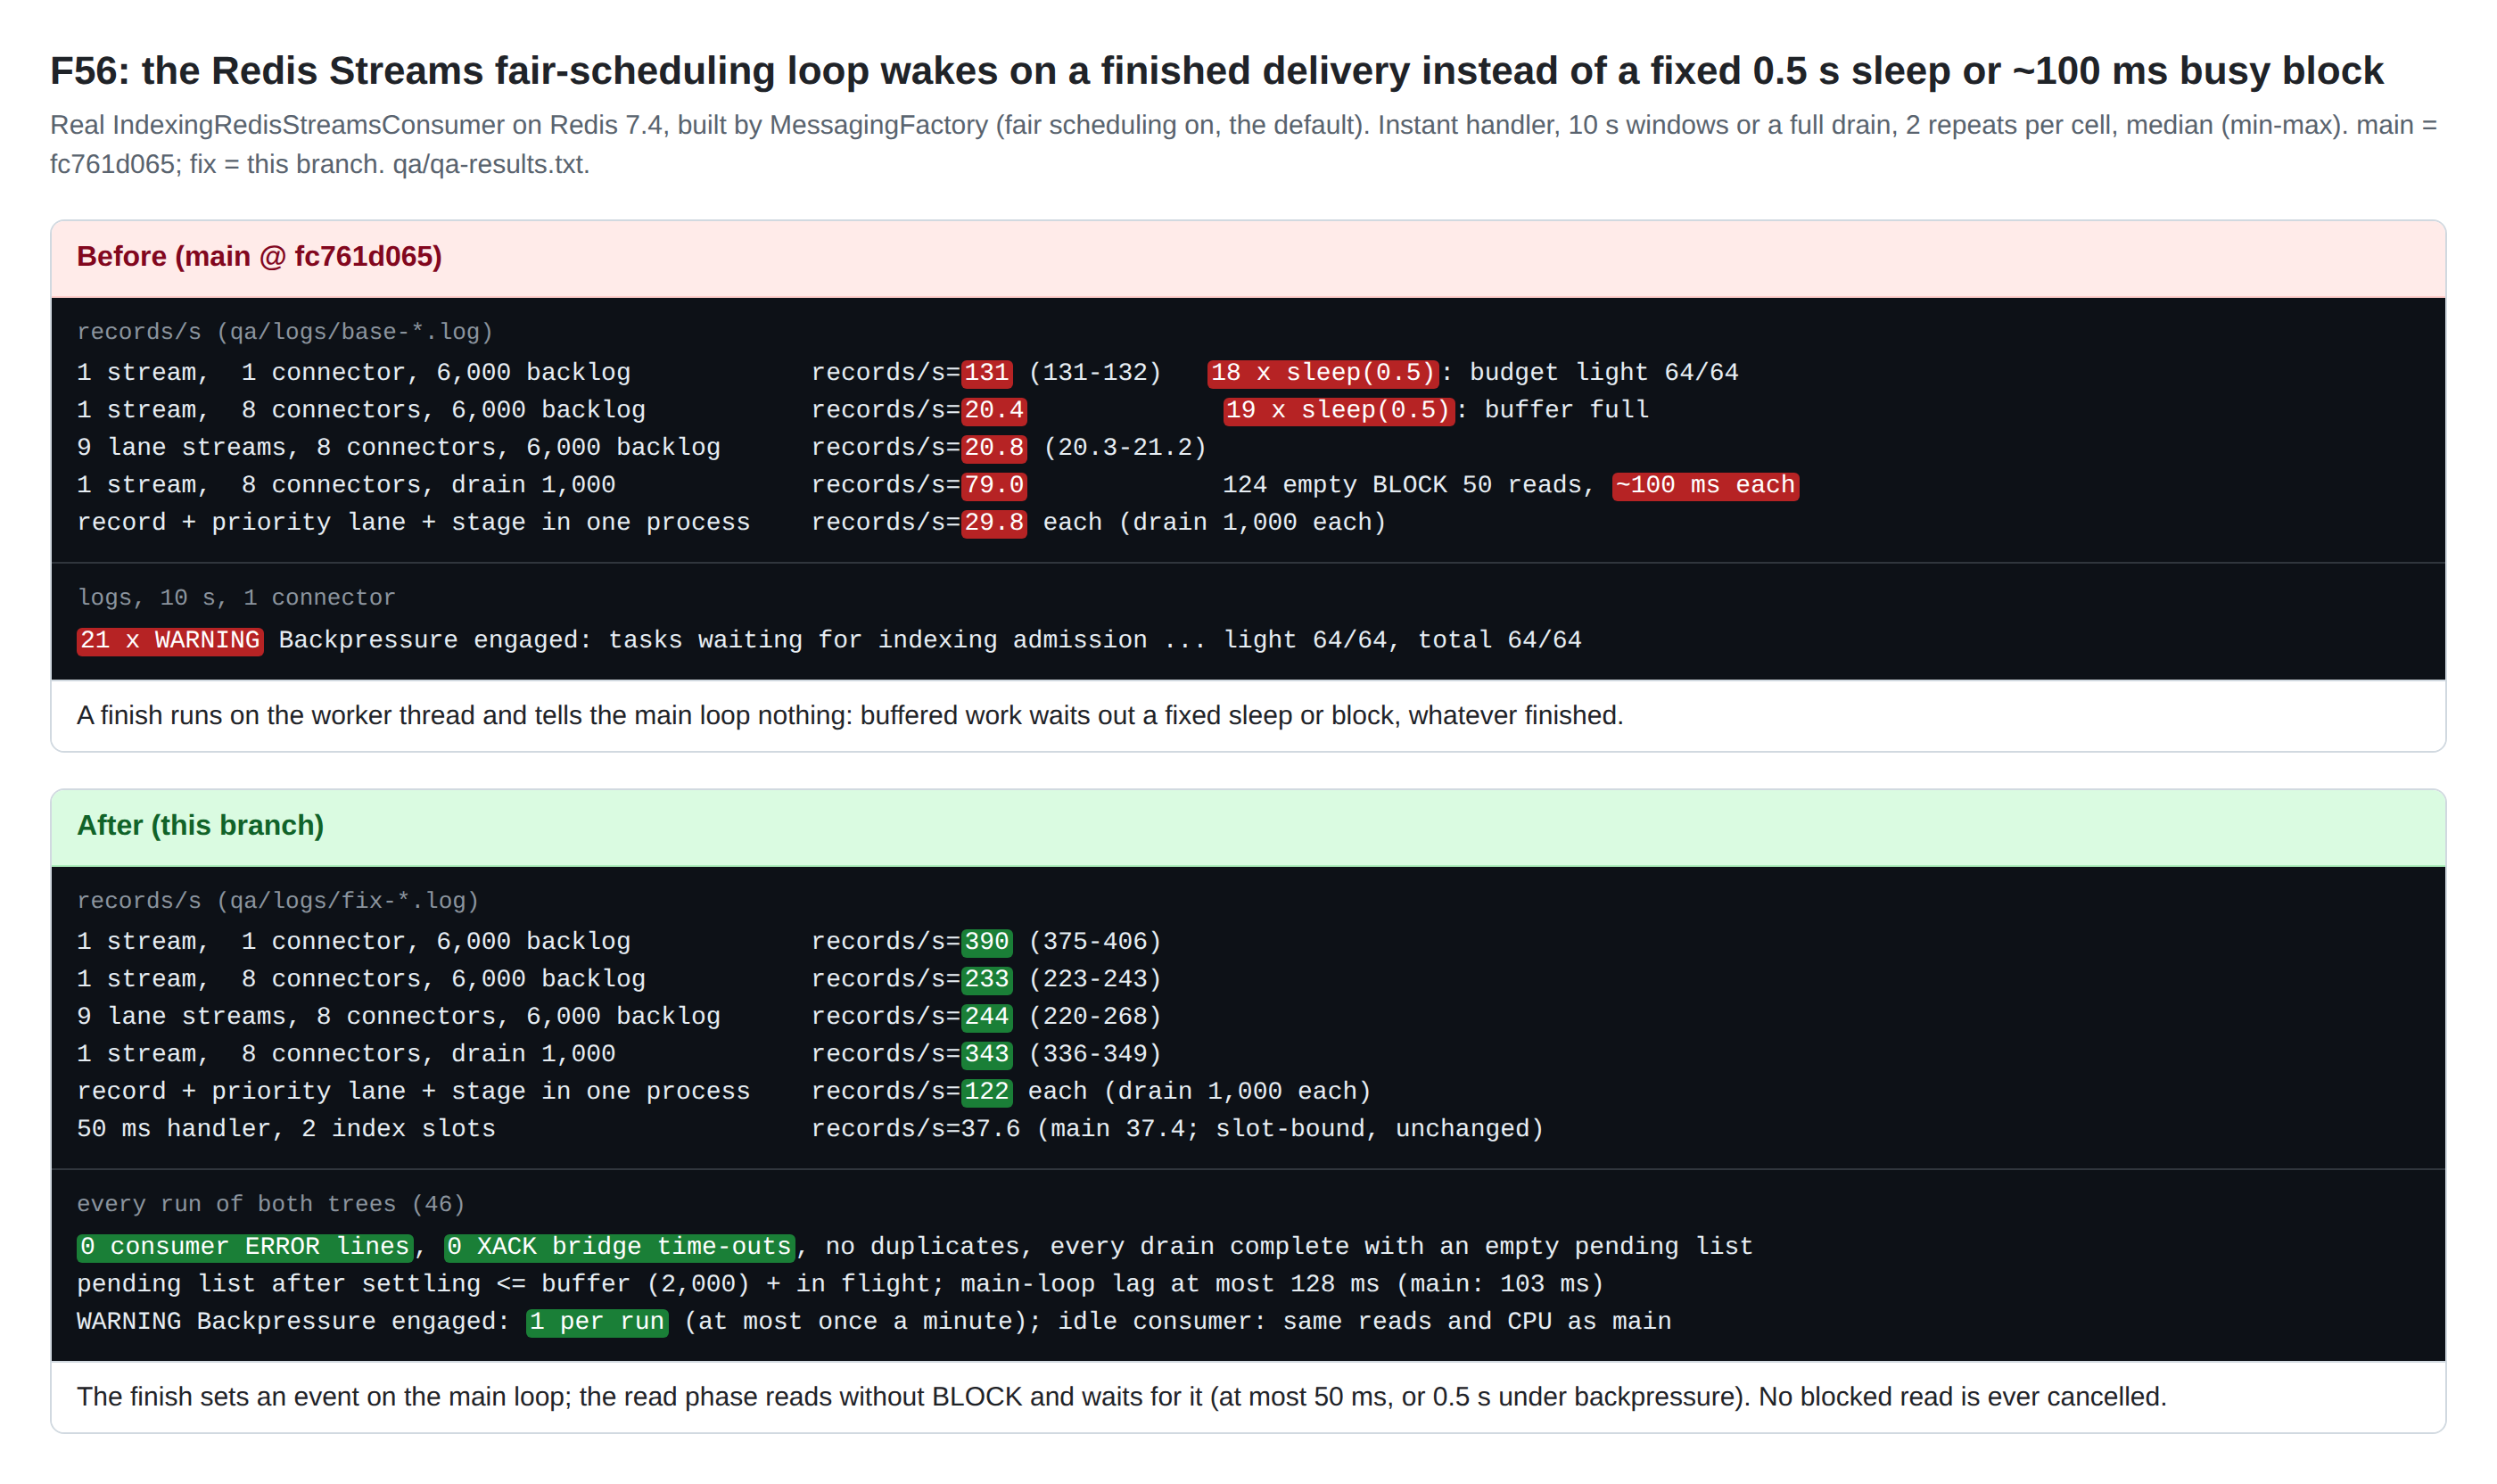 F56: the Redis Streams fair-scheduling loop wakes on a finished delivery instead of a fixed 0.5 s sleep or ~100 ms busy block
Real IndexingRedisStreamsConsumer on Redis 7.4, built by MessagingFactory (fair scheduling on, the default). Instant handler, 10 s windows or a full drain, 2 repeats per cell, median (min-max). main =
fc761d065; fix = this branch. qa/qa-results.txt.
Before (main @ fc761d065)
records/s (qa/logs/base-*.log)
1 stream,  1 connector, 6,000 backlog            records/s=131 (131-132)   18 x sleep(0.5): budget light 64/64
1 stream,  8 connectors, 6,000 backlog           records/s=20.4             19 x sleep(0.5): buffer full
9 lane streams, 8 connectors, 6,000 backlog      records/s=20.8 (20.3-21.2)
1 stream,  8 connectors, drain 1,000             records/s=79.0             124 empty BLOCK 50 reads, ~100 ms each
record + priority lane + stage in one process    records/s=29.8 each (drain 1,000 each)
logs, 10 s, 1 connector
21 x WARNING Backpressure engaged: tasks waiting for indexing admission ... light 64/64, total 64/64
A finish runs on the worker thread and tells the main loop nothing: buffered work waits out a fixed sleep or block, whatever finished.
After (this branch)
records/s (qa/logs/fix-*.log)
1 stream,  1 connector, 6,000 backlog            records/s=390 (375-406)
1 stream,  8 connectors, 6,000 backlog           records/s=233 (223-243)
9 lane streams, 8 connectors, 6,000 backlog      records/s=244 (220-268)
1 stream,  8 connectors, drain 1,000             records/s=343 (336-349)
record + priority lane + stage in one process    records/s=122 each (drain 1,000 each)
50 ms handler, 2 index slots                     records/s=37.6 (main 37.4; slot-bound, unchanged)
every run of both trees (46)
0 consumer ERROR lines, 0 XACK bridge time-outs, no duplicates, every drain complete with an empty pending list
pending list after settling <= buffer (2,000) + in flight; main-loop lag at most 128 ms (main: 103 ms)
WARNING Backpressure engaged: 1 per run (at most once a minute); idle consumer: same reads and CPU as main
The finish sets an event on the main loop; the read phase reads without BLOCK and waits for it (at most 50 ms, or 0.5 s under backpressure). No blocked read is ever cancelled.